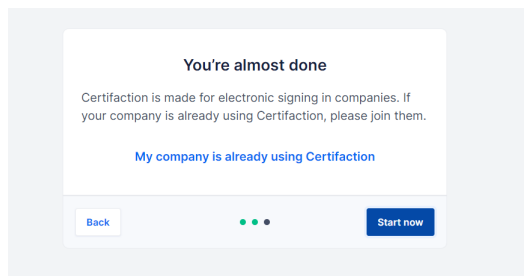 You're almost done
Certifaction is made for electronic signing in companies. If
your company is already using Certifaction, please join them.
My company is already using Certifaction
Back
Start now